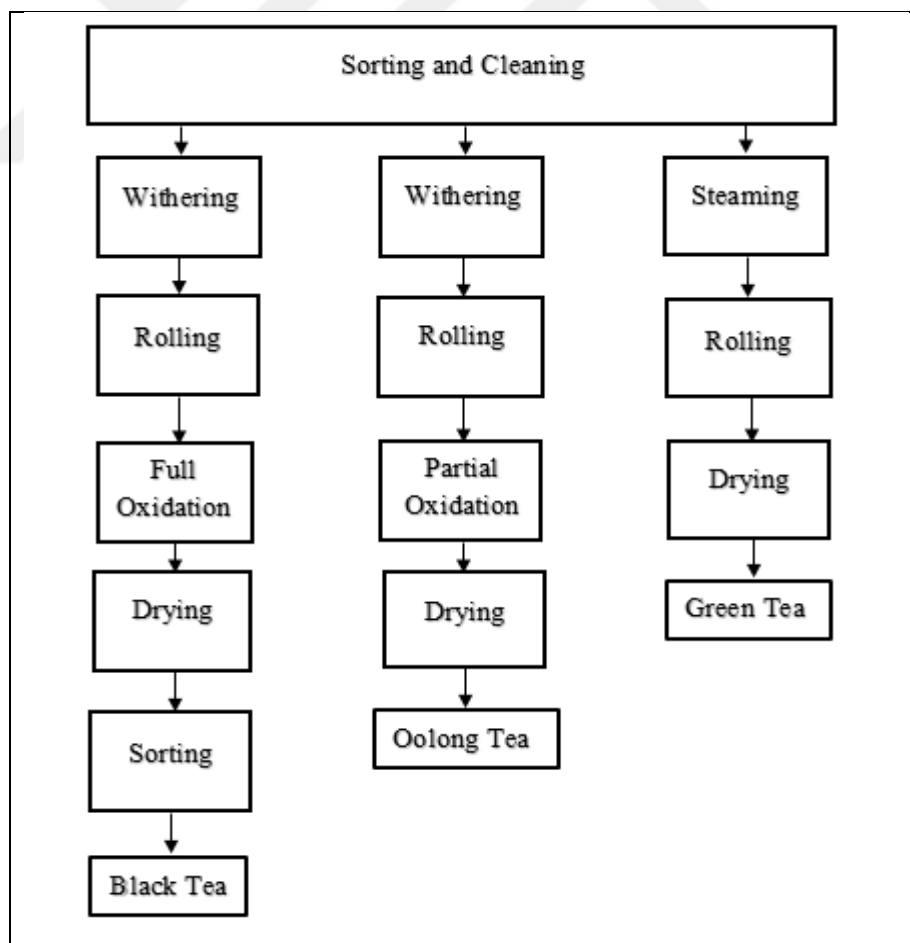 Sorting and Cleaning
Withering
Withering
Steaming
Rolling
Rolling
Rolling
Full
Oxidation
Partial
Oxidation
Drying
Drying
Drying
Green Tea
Sorting
Oolong Tea
Black Tea